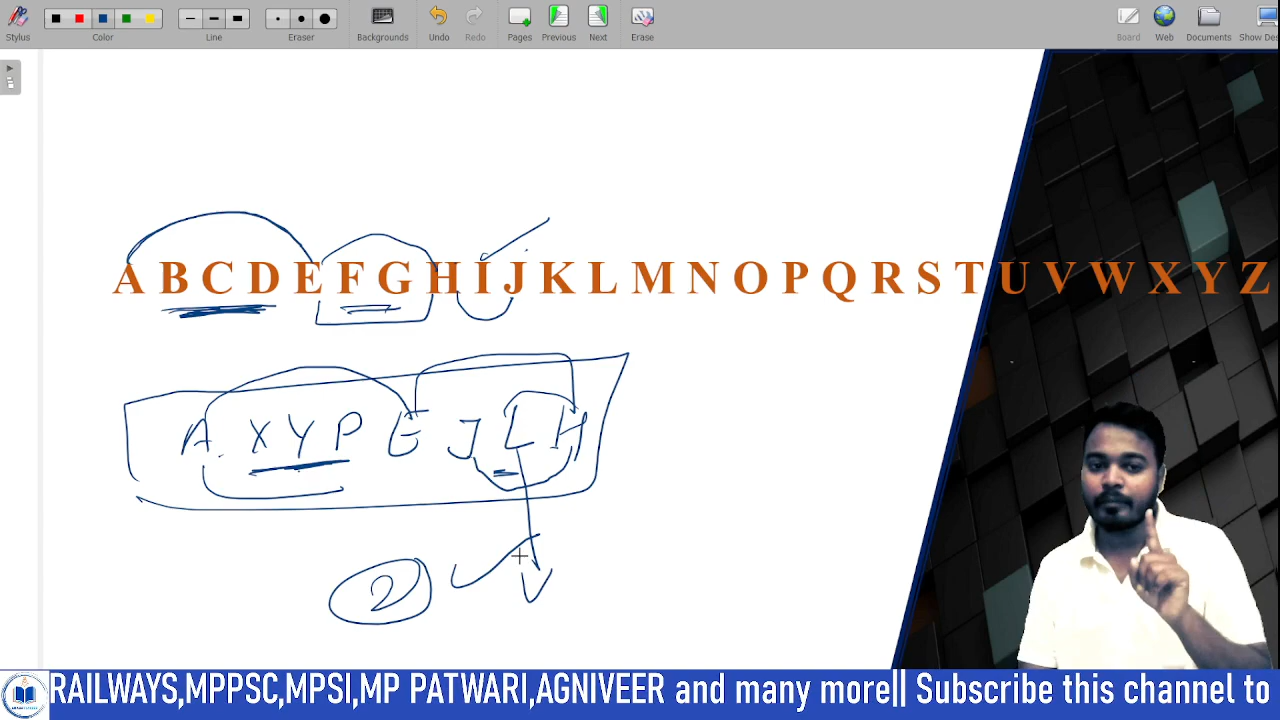 Stylus Color Line Eraser Backgrounds Undo Redo Pages Previous Next Erase Board Web Documents Show Des
A B C D E F G H I J K L M N O P Q R S T U V W X Y Z
A X Y P E J L H
2
RAILWAYS,MPPSC,MPSI,MP PATWARI,AGNIVEER and many more|| Subscribe this channel to